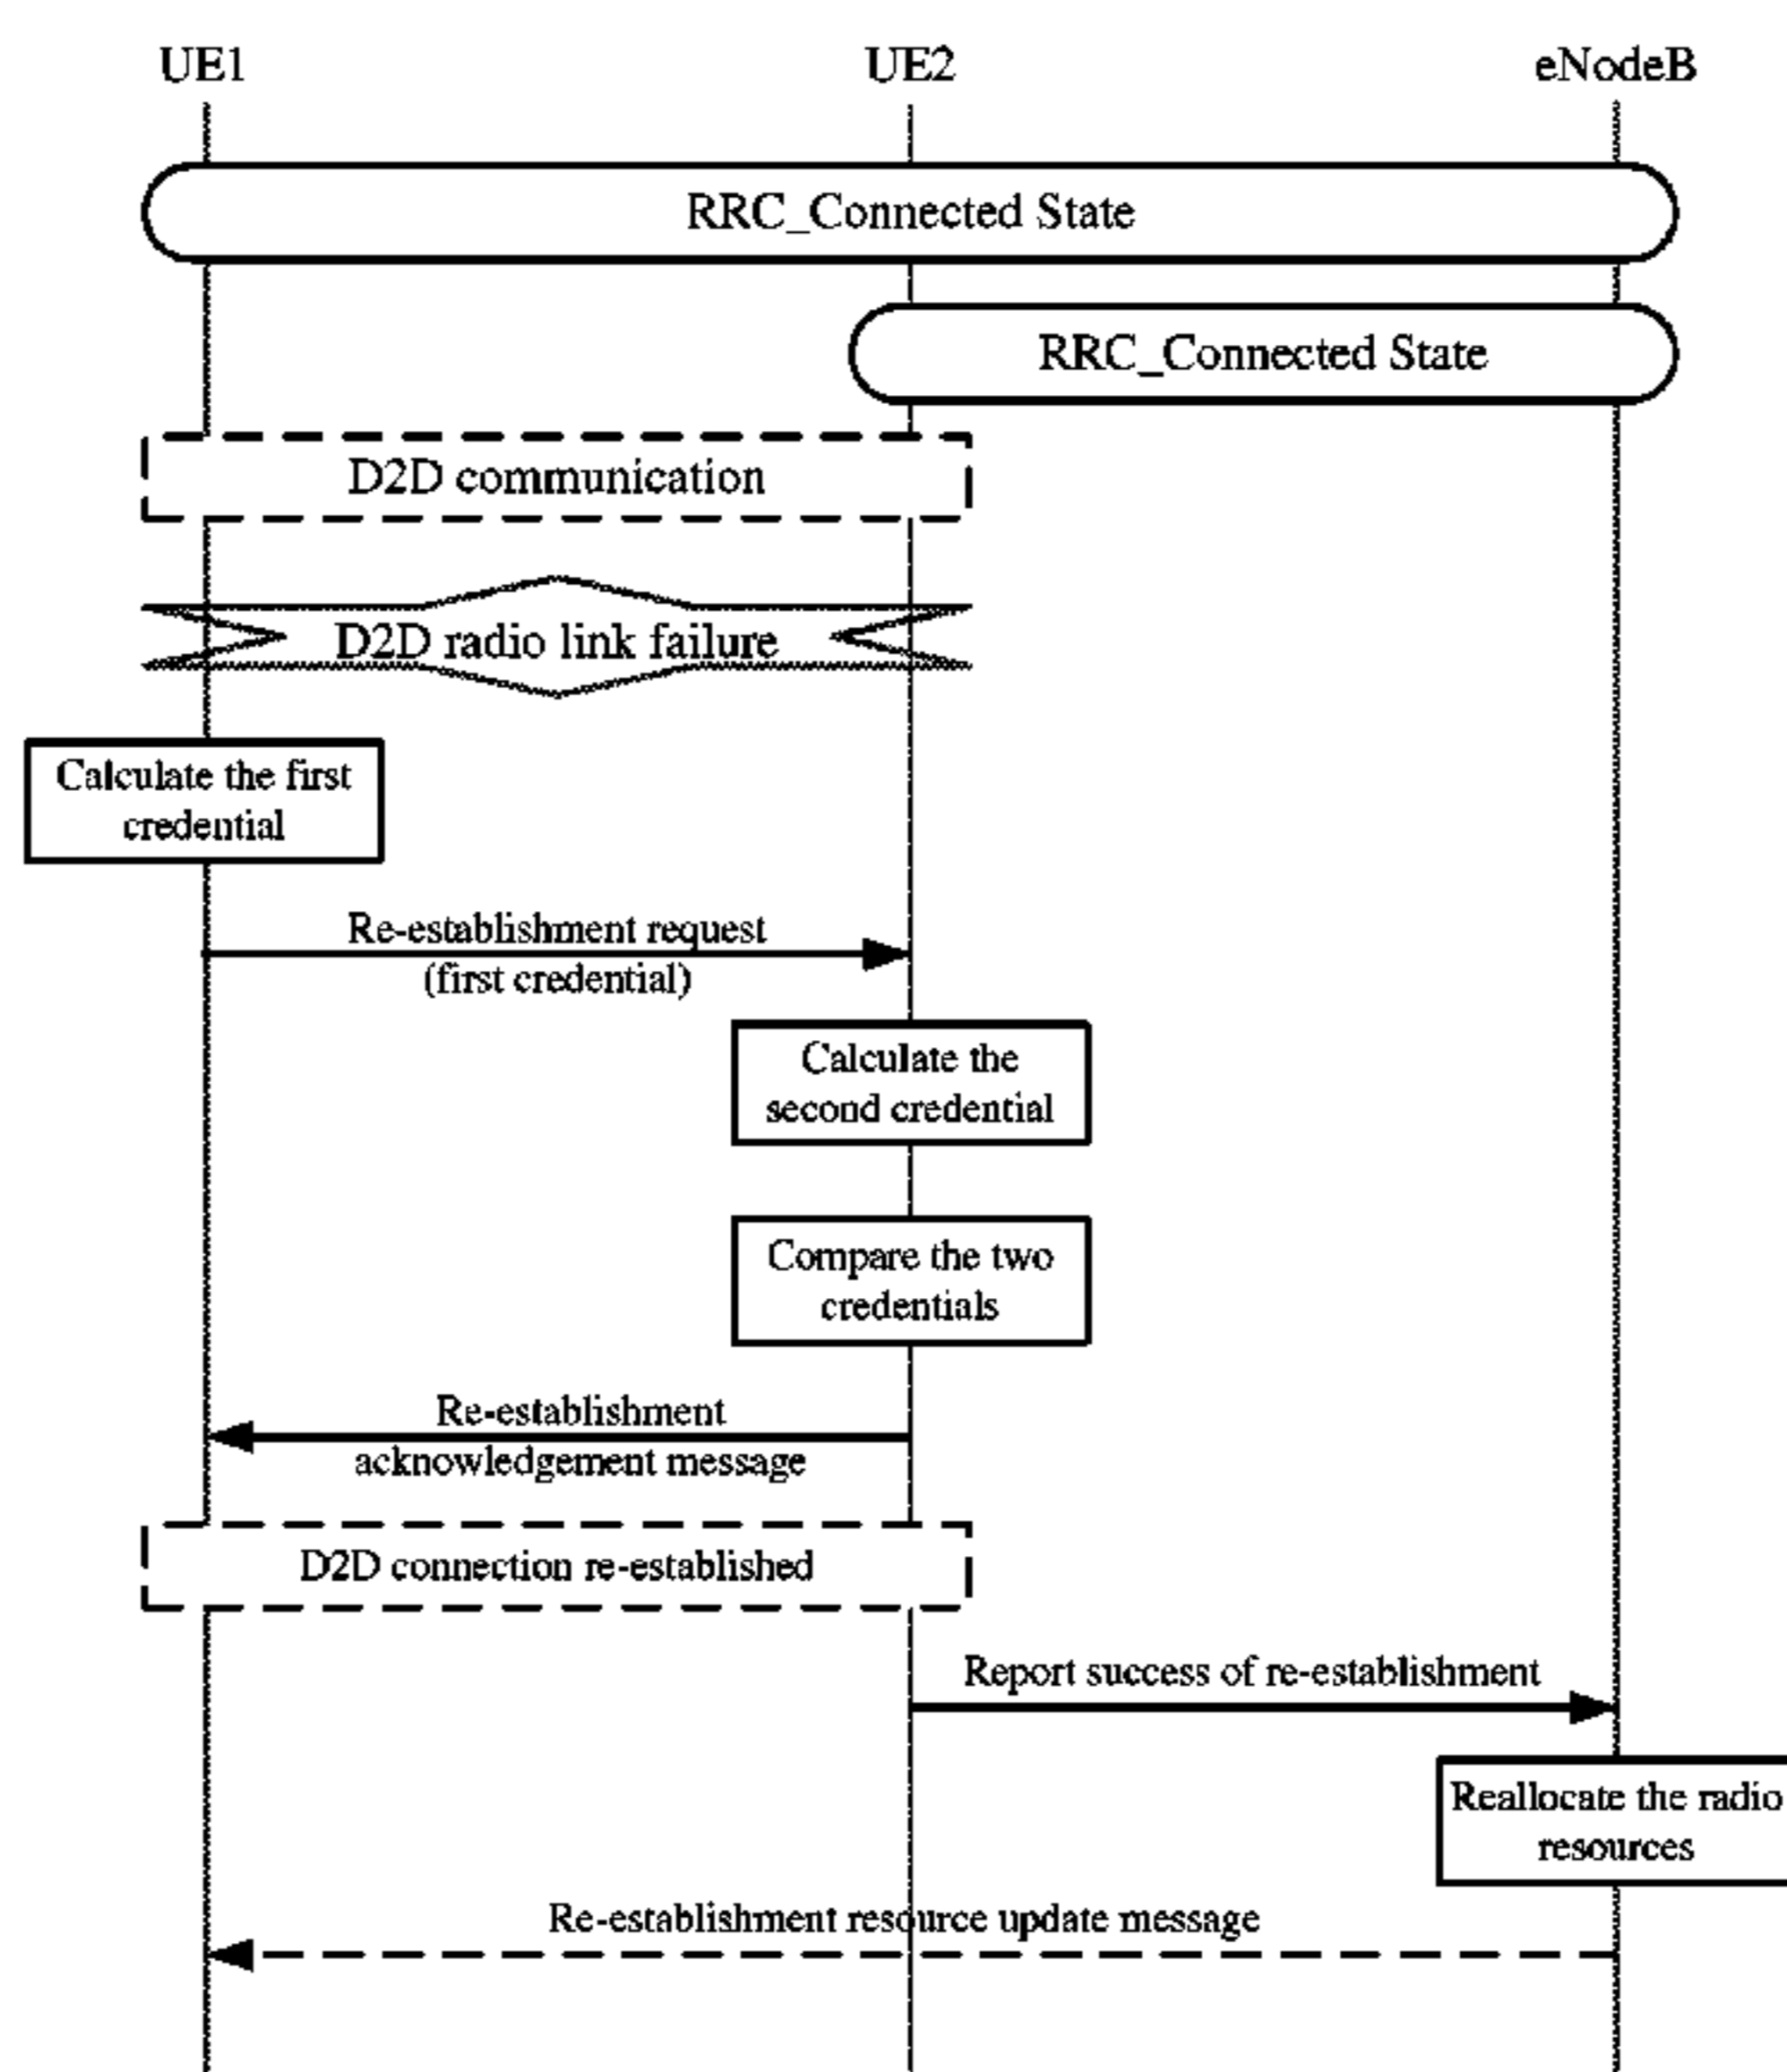 UE1
UE2
eNodeB
RRC_Connected State
RRC_Connected State
D2D communication
D2D radio link failure
Calculate the first
credential
Re-establishment request
(first credential)
Calculate the
second credential
Compare the two
credentials
Re-establishment
acknowledgement message
D2D connection re-established
Report success of re-establishment
Reallocate the radio
resources
Re-establishment resource update message